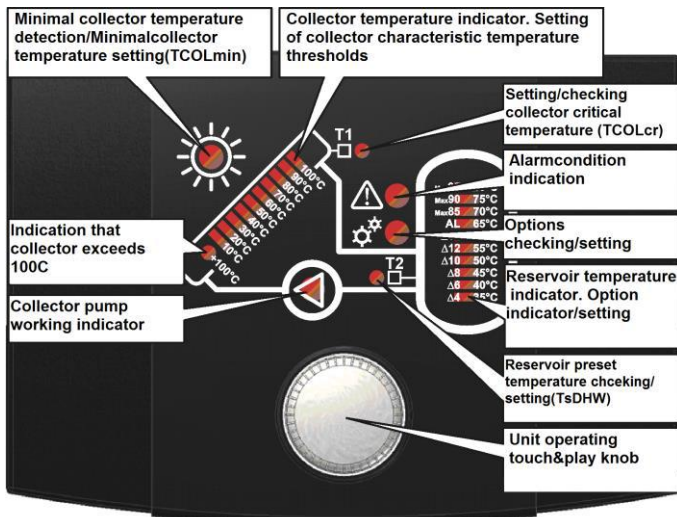 Minimal collector temperature
detection/Minimalcollector
temperature setting(TCOLmin)
Collector temperature indicator. Setting
of collector characteristic temperature
thresholds
Setting/checking
collector critical
temperature (TCOLcr)
Alarmcondition
indication
Options
checking/setting
Reservoir temperature
indicator. Option
indicator/setting
Reservoir preset
temperature chceking/
setting(TsDHW)
Unit operating
touch&play knob
Indication that
collector exceeds
100C
Collector pump
working indicator
T1
100°C
90°C
80°C
70°C
60°C
50°C
40°C
30°C
20°C
10°C
+100°C
T2
Max90 75°C
Max85 70°C
AL 65°C
Δ12 55°C
Δ10 50°C
Δ8 45°C
Δ6 40°C
Δ4 35°C